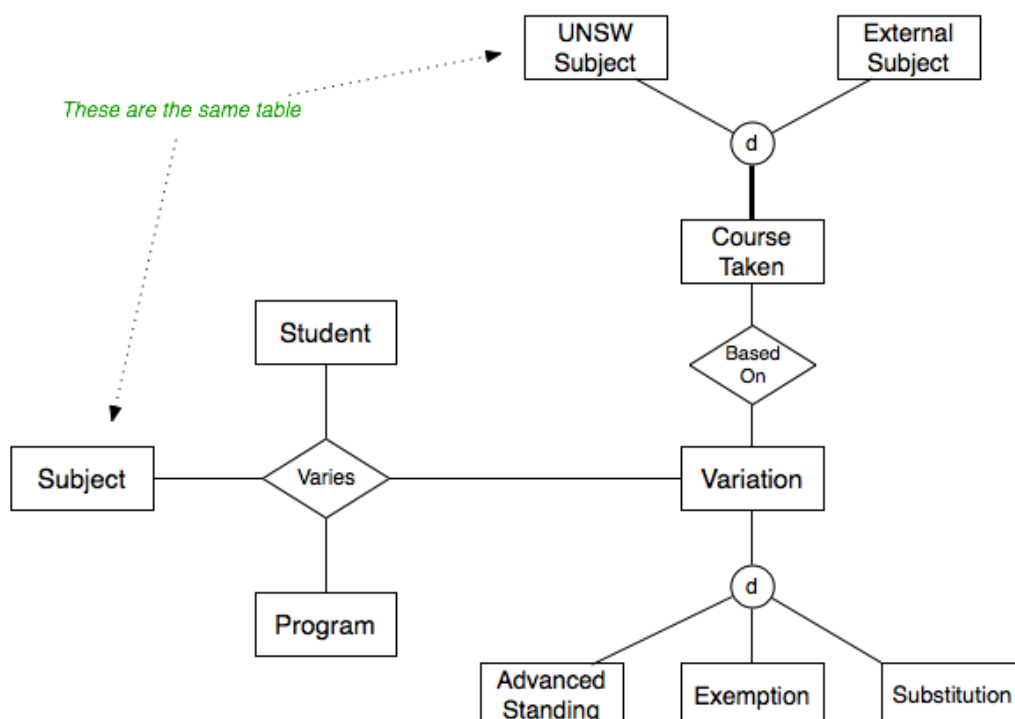 UNSW
Subject
External
Subject
These are the same table
d
Course
Taken
Student
Based
On
Subject
Varies
Variation
d
Program
Advanced
Standing
Exemption
Substitution